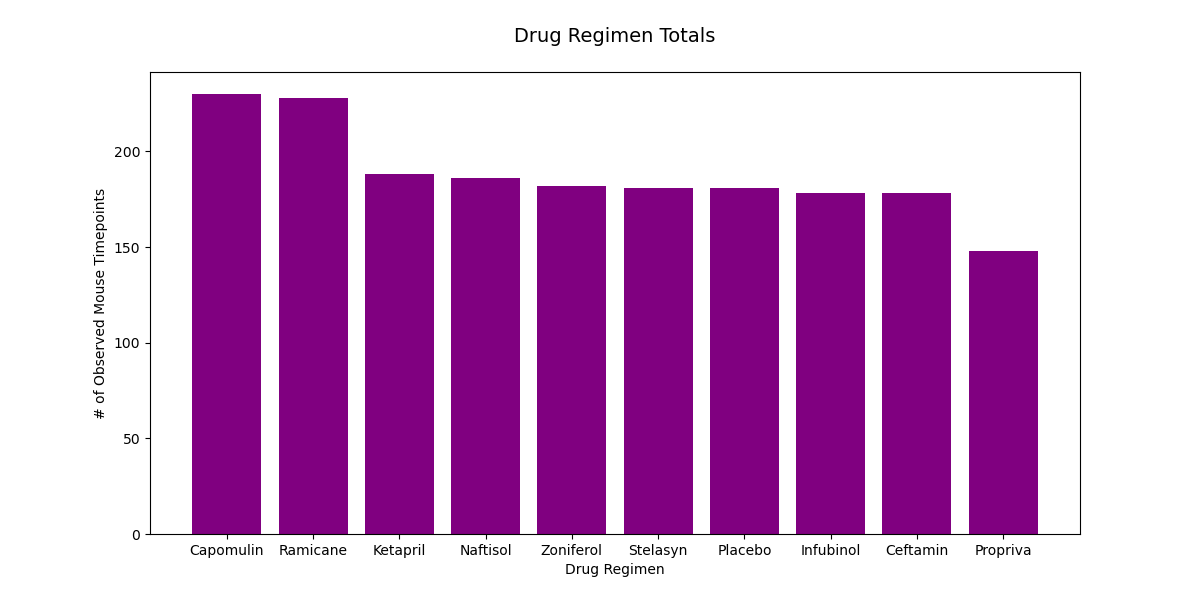 Drug Regimen Totals
# of Observed Mouse Timepoints
200
150
100
50
0
Capomulin Ramicane Ketapril Naftisol Zoniferol Stelasyn Placebo Infubinol Ceftamin Propriva
Drug Regimen